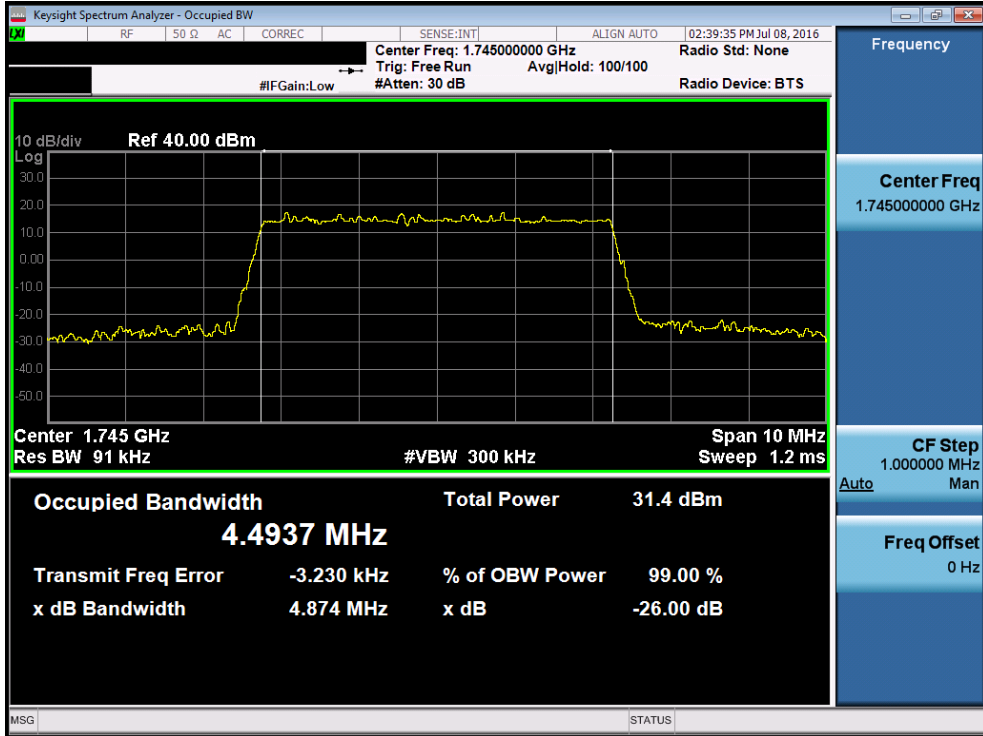 Keysight Spectrum Analyzer - Occupied BW
LXI RF 50 Ω AC CORREC SENSE:INT ALIGN AUTO 02:39:35 PM Jul 08, 2016
Center Freq: 1.745000000 GHz Radio Std: None
Trig: Free Run Avg|Hold: 100/100
#IFGain:Low #Atten: 30 dB Radio Device: BTS
10 dB/div Ref 40.00 dBm
Log
30.0
20.0
10.0
0.00
-10.0
-20.0
-30.0
-40.0
-50.0
Center 1.745 GHz Span 10 MHz
Res BW 91 kHz #VBW 300 kHz Sweep 1.2 ms
Occupied Bandwidth Total Power 31.4 dBm
4.4937 MHz
Transmit Freq Error -3.230 kHz % of OBW Power 99.00 %
x dB Bandwidth 4.874 MHz x dB -26.00 dB
MSG STATUS
Frequency
Center Freq
1.745000000 GHz
CF Step
1.000000 MHz
Auto Man
Freq Offset
0 Hz